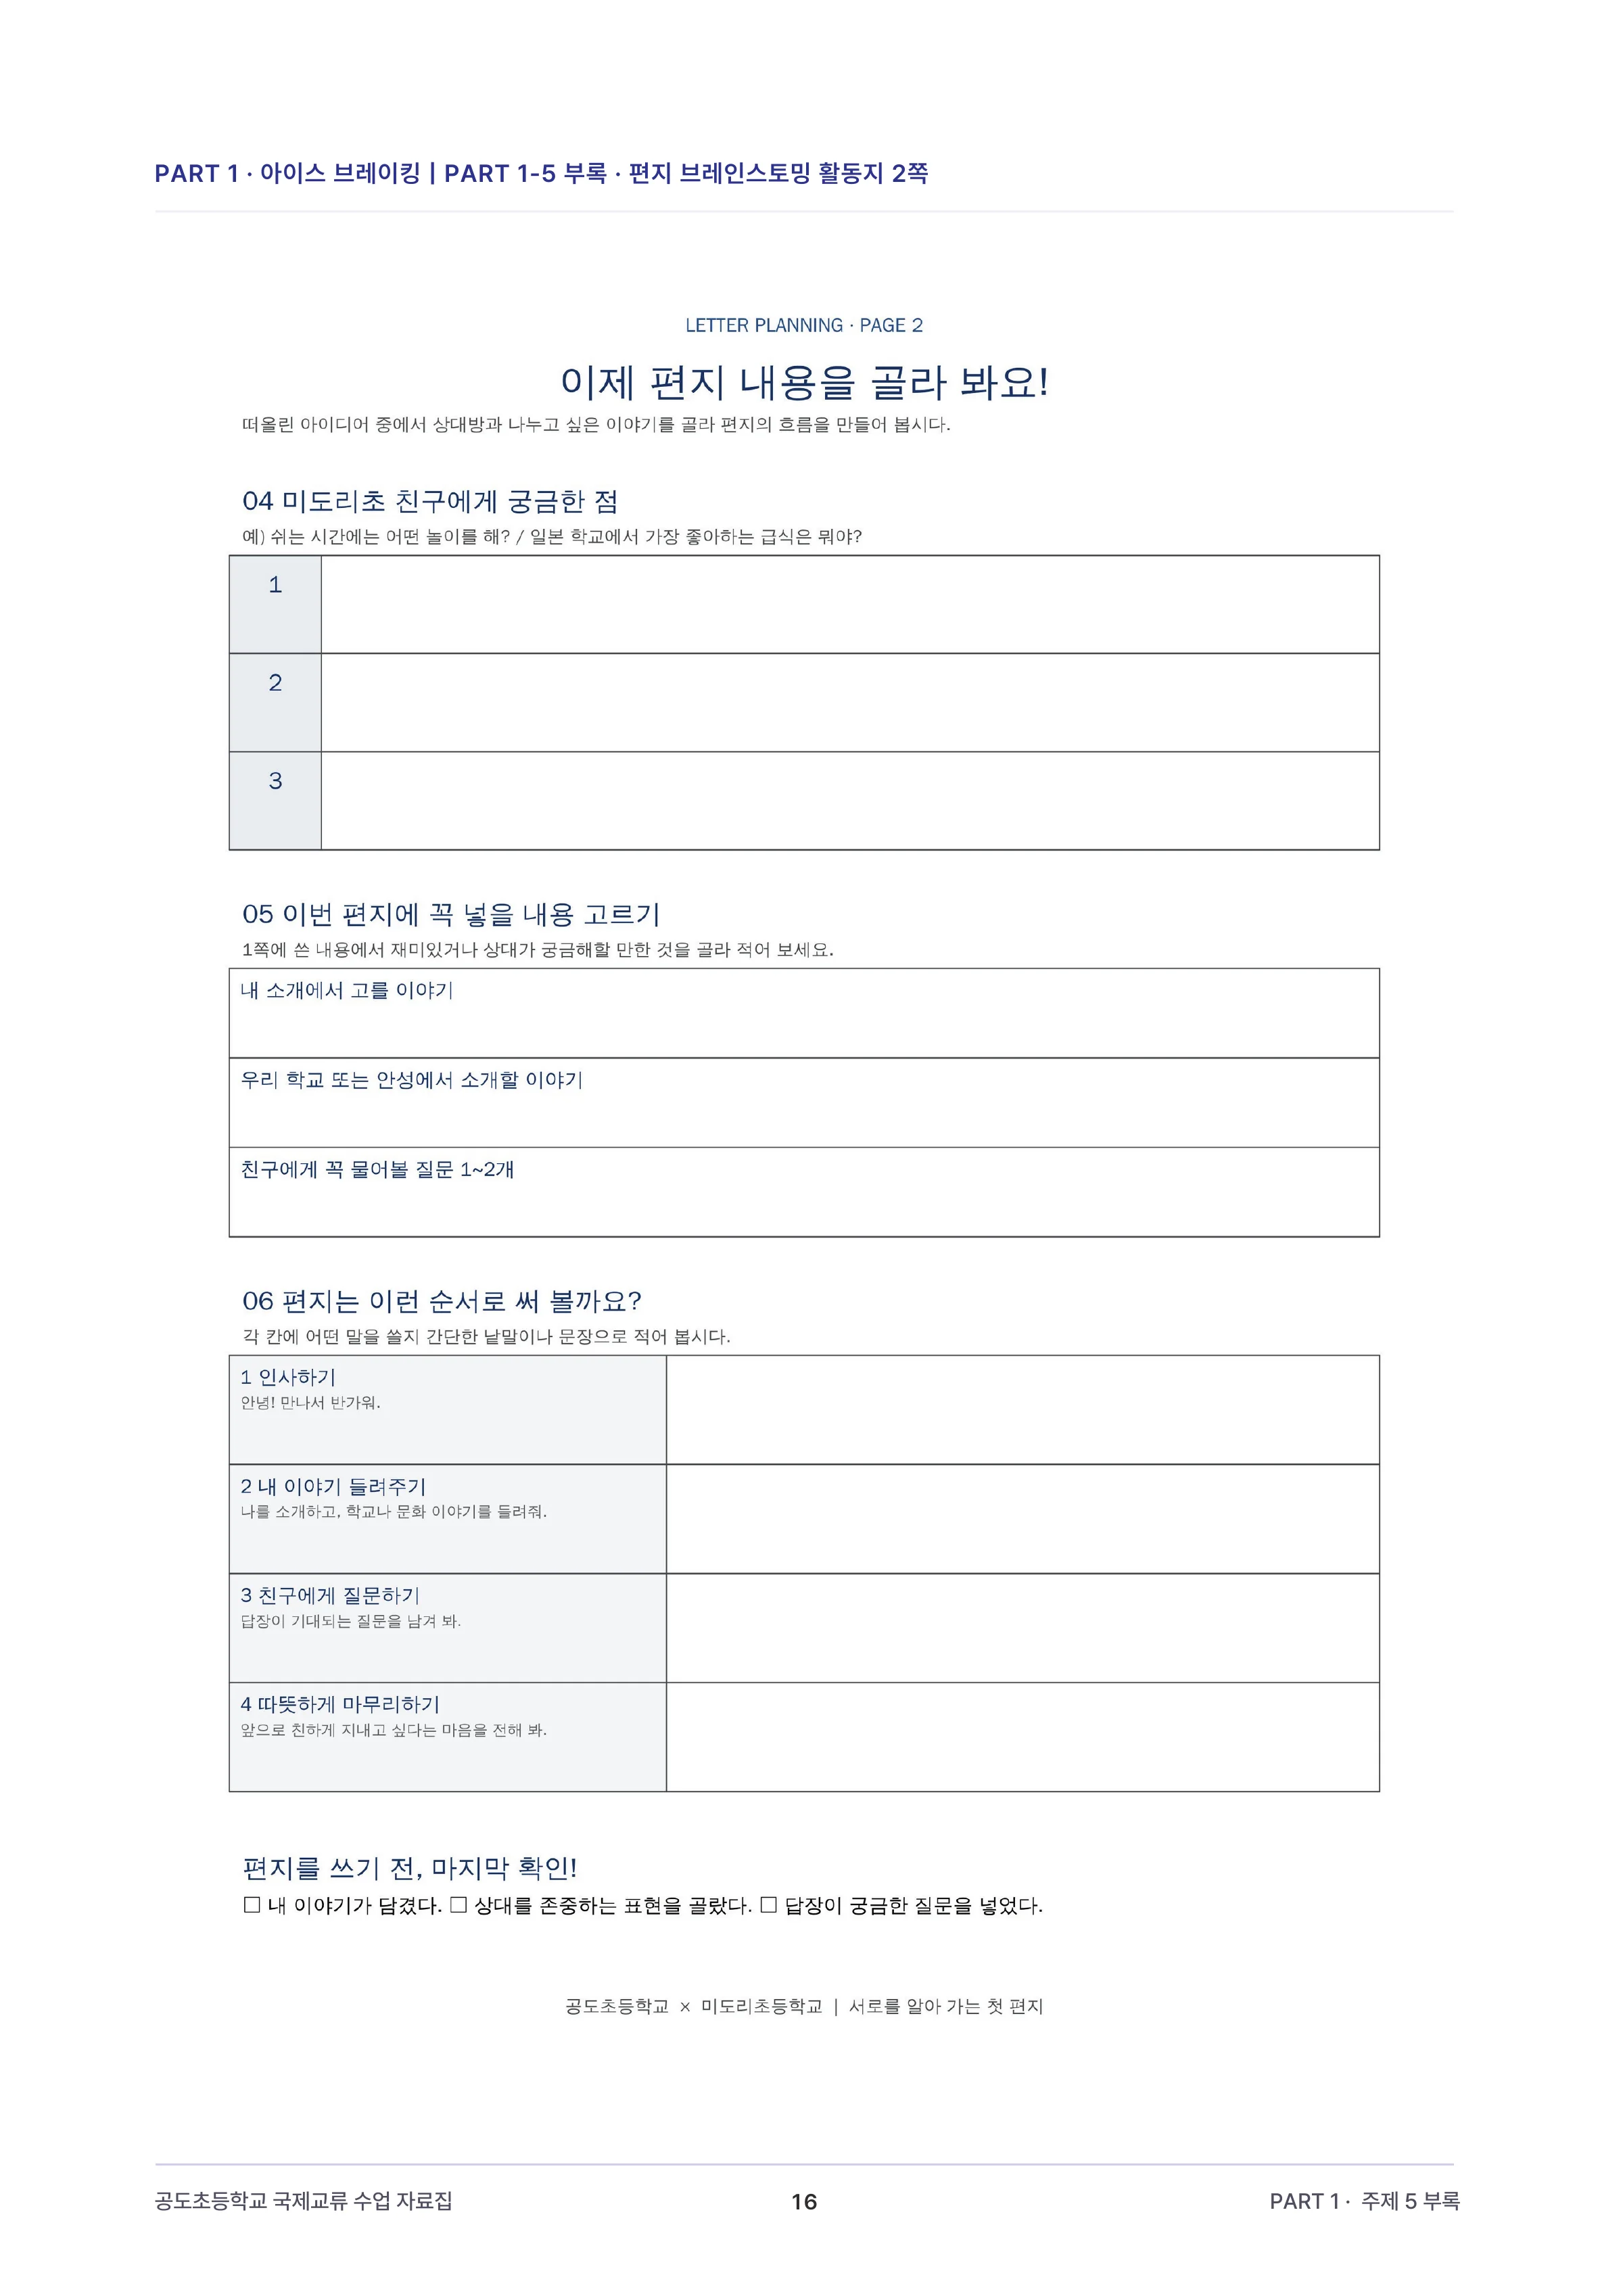 PART 1 · 아이스 브레이킹 | PART 1-5 부록 · 편지 브레인스토밍 활동지 2쪽
LETTER PLANNING · PAGE 2
이제 편지 내용을 골라 봐요!
떠올린 아이디어 중에서 상대방과 나누고 싶은 이야기를 골라 편지의 흐름을 만들어 봅시다.
04 미도리초 친구에게 궁금한 점
예) 쉬는 시간에는 어떤 놀이를 해? / 일본 학교에서 가장 좋아하는 급식은 뭐야?
1
2
3
05 이번 편지에 꼭 넣을 내용 고르기
1쪽에 쓴 내용에서 재미있거나 상대가 궁금해할 만한 것을 골라 적어 보세요.
내 소개에서 고를 이야기
우리 학교 또는 안성에서 소개할 이야기
친구에게 꼭 물어볼 질문 1~2개
06 편지는 이런 순서로 써 볼까요?
각 칸에 어떤 말을 쓸지 간단한 낱말이나 문장으로 적어 봅시다.
1 인사하기
안녕! 만나서 반가워.
2 내 이야기 들려주기
나를 소개하고, 학교나 문화 이야기를 들려줘.
3 친구에게 질문하기
답장이 기대되는 질문을 남겨 봐.
4 따뜻하게 마무리하기
앞으로 친하게 지내고 싶다는 마음을 전해 봐.
편지를 쓰기 전, 마지막 확인!
☐ 내 이야기가 담겼다. ☐ 상대를 존중하는 표현을 골랐다. ☐ 답장이 궁금한 질문을 넣었다.
공도초등학교 × 미도리초등학교 | 서로를 알아 가는 첫 편지
공도초등학교 국제교류 수업 자료집
16
PART 1 · 주제 5 부록